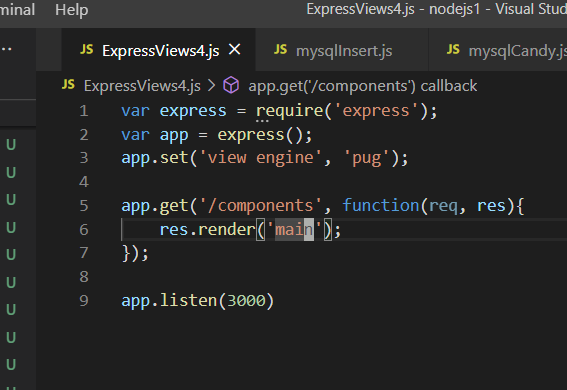 minal Help ExpressViews4.js - nodejs1 - Visual Stud
JS ExpressViews4.js × JS mysqlInsert.js JS mysqlCandy.js
JS ExpressViews4.js > app.get('/components') callback
1 var express = require('express');
2 var app = express();
3 app.set('view engine', 'pug');
4
5 app.get('/components', function(req, res){
6 res.render('main');
7 });
8
9 app.listen(3000)
U
U
U
U
U
U
U
U
U